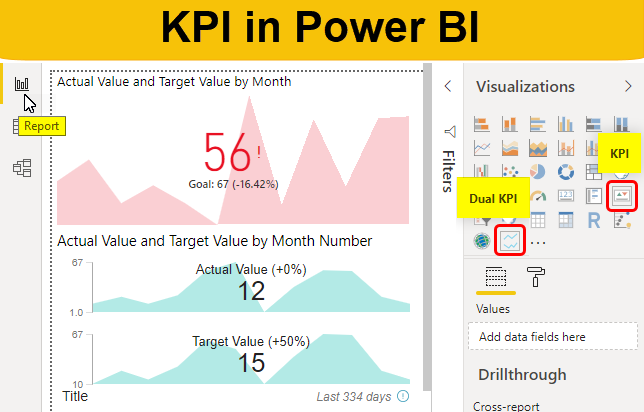 KPI in Power BI
Report
Actual Value and Target Value by Month
56!
Goal: 67 (-16.42%)
Actual Value and Target Value by Month Number
67
Actual Value (+0%)
12
1.0
67
Target Value (+50%)
15
10
Title
Last 334 days
Filters
Visualizations
KPI
Dual KPI
123
R
...
Values
Add data fields here
Drillthrough
Cross-report